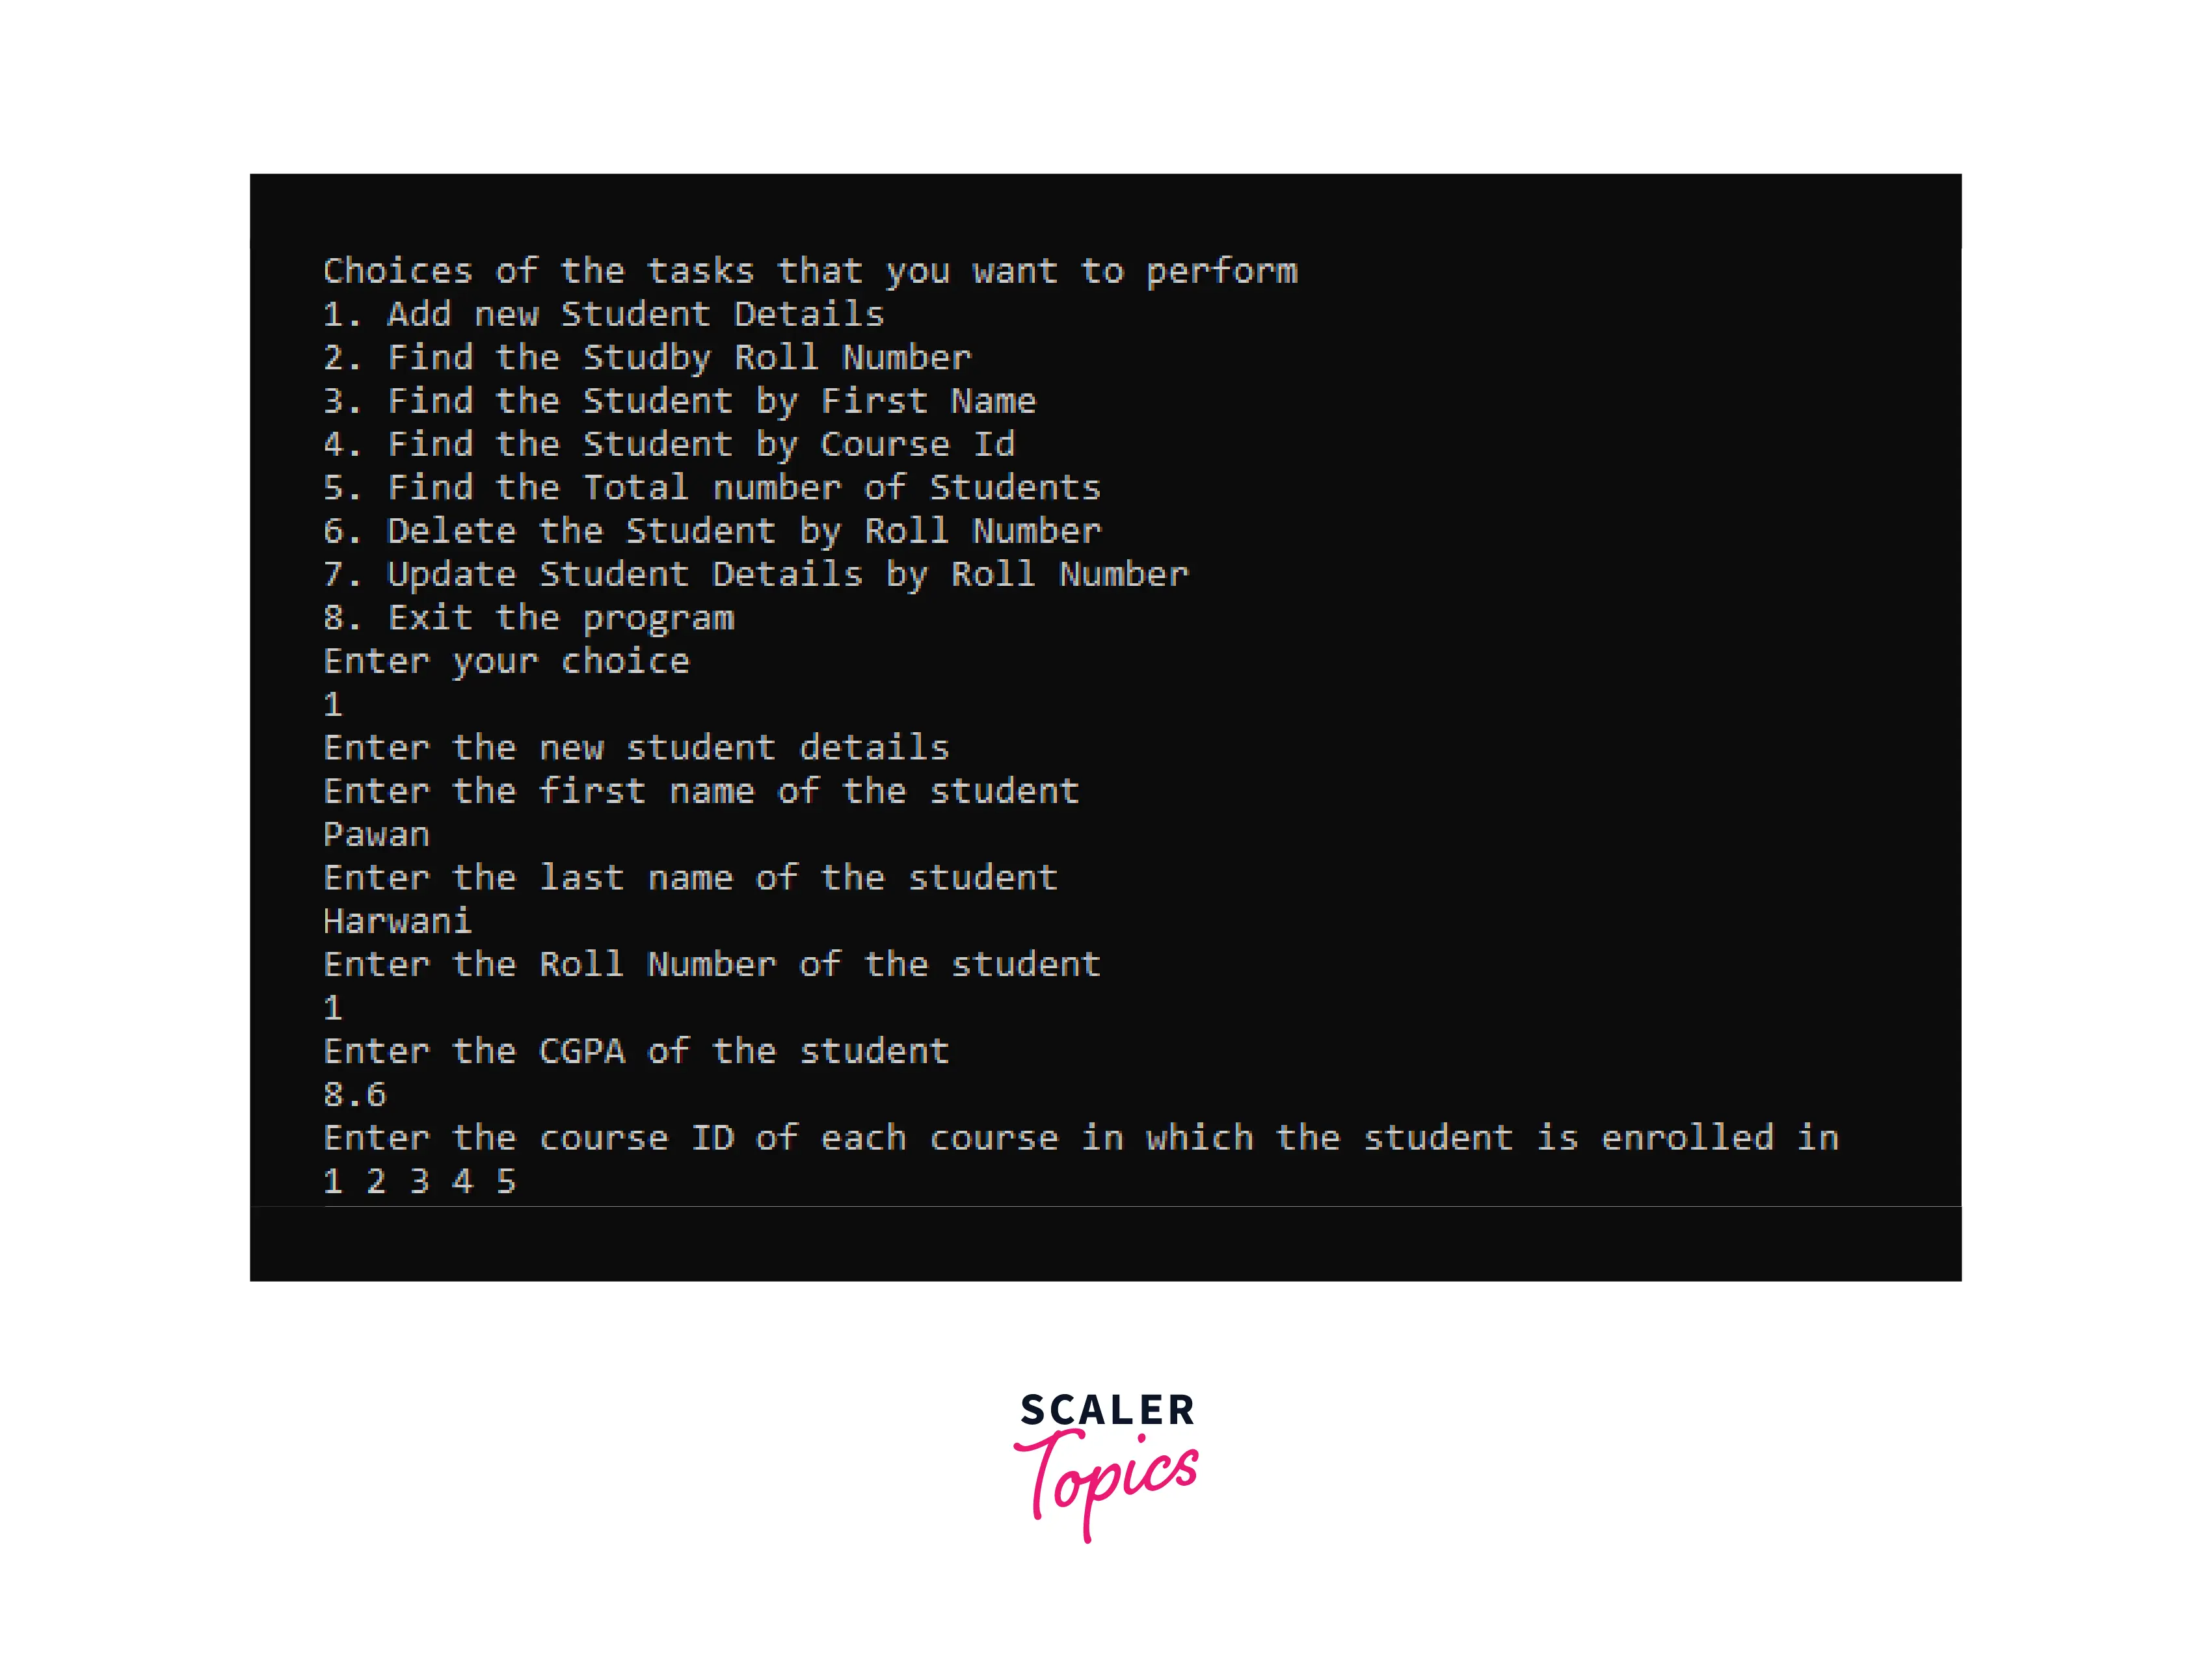 Choices of the tasks that you want to perform
1. Add new Student Details
2. Find the Studby Roll Number
3. Find the Student by First Name
4. Find the Student by Course Id
5. Find the Total number of Students
6. Delete the Student by Roll Number
7. Update Student Details by Roll Number
8. Exit the program
Enter your choice
1
Enter the new student details
Enter the first name of the student
Pawan
Enter the last name of the student
Harwani
Enter the Roll Number of the student
1
Enter the CGPA of the student
8.6
Enter the course ID of each course in which the student is enrolled in
1 2 3 4 5
SCALER
Topics